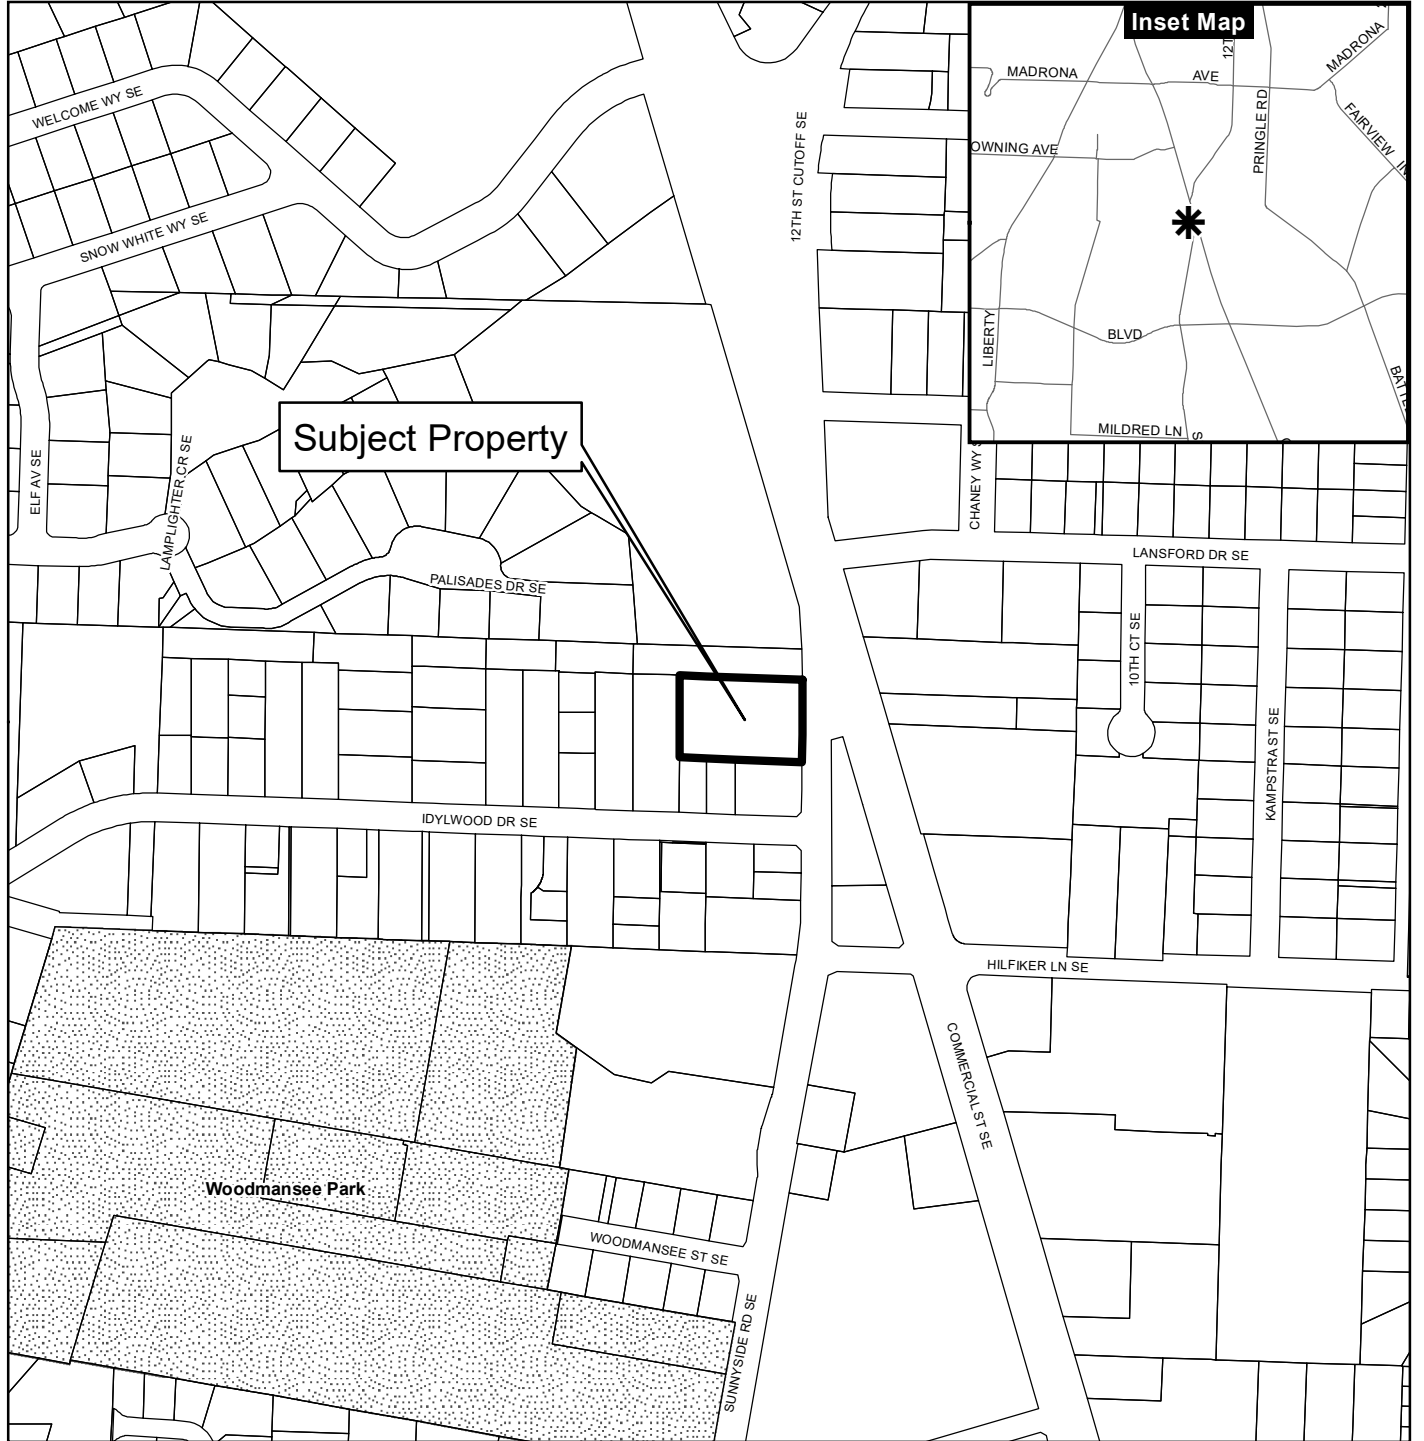 Inset Map
MADRONA
AVE
12T
MADRONA
PRINGLE RD
FAIRVIEW IN
OWNING AVE
LIBERTY
BLVD
BATTLE
MILDRED LN
S
WELCOME WY SE
SNOW WHITE WY SE
12TH ST CUTOFF SE
Subject Property
ELF AV SE
LAMPLIGHTER CR SE
CHANEY WY S
PALISADES DR SE
LANSFORD DR SE
10TH CT SE
KAMPSTRA ST SE
IDYLWOOD DR SE
HILFIKER LN SE
COMMERCIAL ST SE
Woodmansee Park
WOODMANSEE ST SE
SUNNYSIDE RD SE